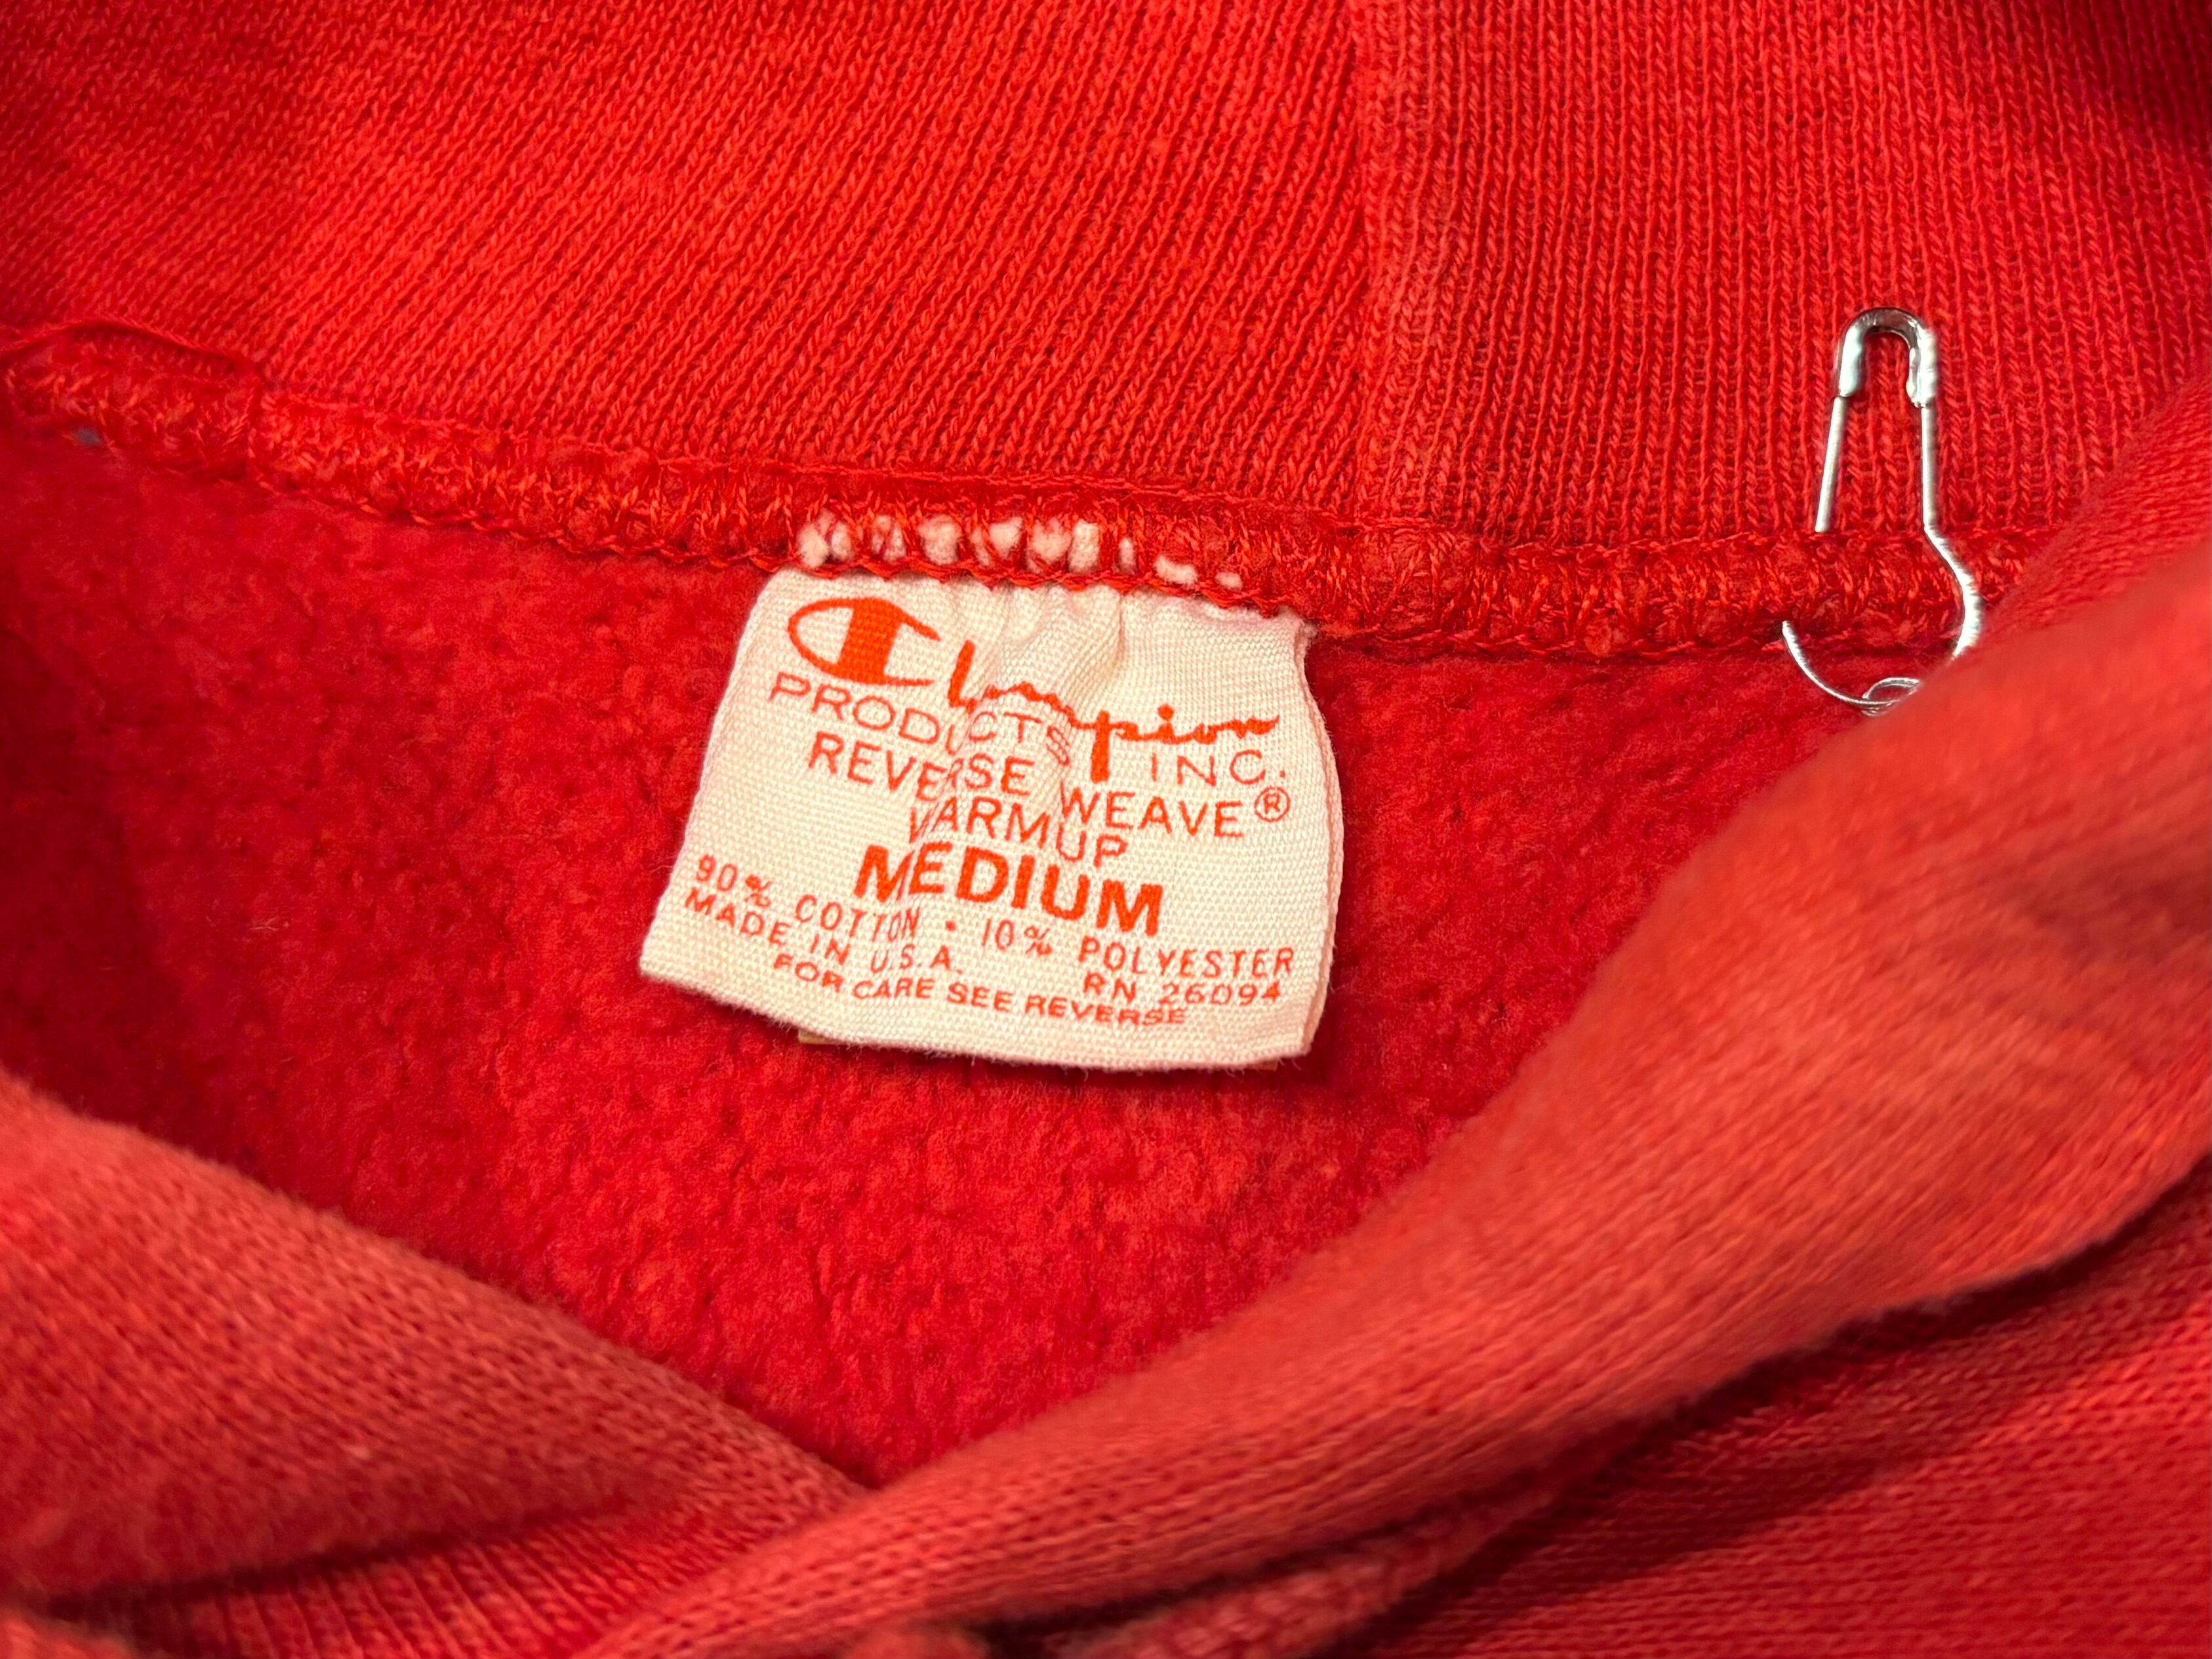 Champion
PRODUCTS INC.
REVERSE WEAVE®
WARMUP
MEDIUM
90% COTTON • 10% POLYESTER
MADE IN U.S.A. RN 26094
FOR CARE SEE REVERSE